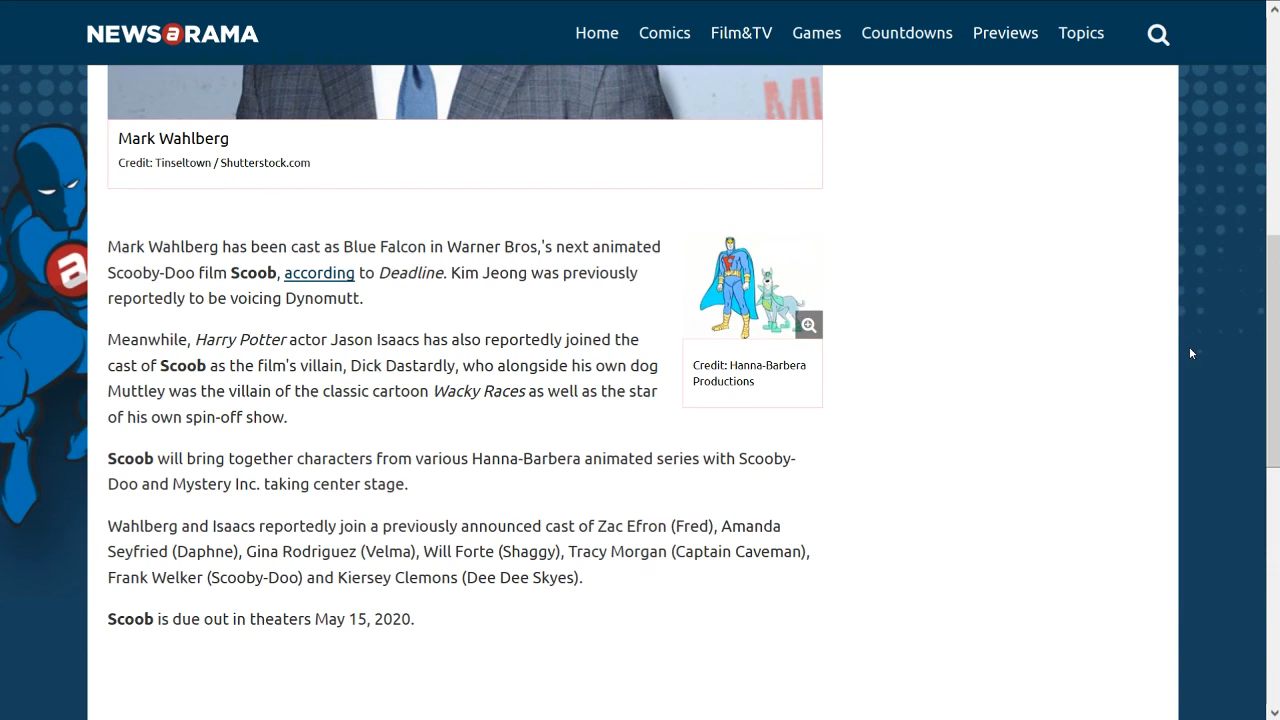 NEWSaRAMA
Home Comics Film&TV Games Countdowns Previews Topics
MI
Mark Wahlberg
Credit: Tinseltown / Shutterstock.com
Mark Wahlberg has been cast as Blue Falcon in Warner Bros,'s next animated
Scooby-Doo film Scoob, according to Deadline. Kim Jeong was previously
reportedly to be voicing Dynomutt.
Credit: Hanna-Barbera
Productions
Meanwhile, Harry Potter actor Jason Isaacs has also reportedly joined the
cast of Scoob as the film's villain, Dick Dastardly, who alongside his own dog
Muttley was the villain of the classic cartoon Wacky Races as well as the star
of his own spin-off show.
Scoob will bring together characters from various Hanna-Barbera animated series with Scooby-
Doo and Mystery Inc. taking center stage.
Wahlberg and Isaacs reportedly join a previously announced cast of Zac Efron (Fred), Amanda
Seyfried (Daphne), Gina Rodriguez (Velma), Will Forte (Shaggy), Tracy Morgan (Captain Caveman),
Frank Welker (Scooby-Doo) and Kiersey Clemons (Dee Dee Skyes).
Scoob is due out in theaters May 15, 2020.
a